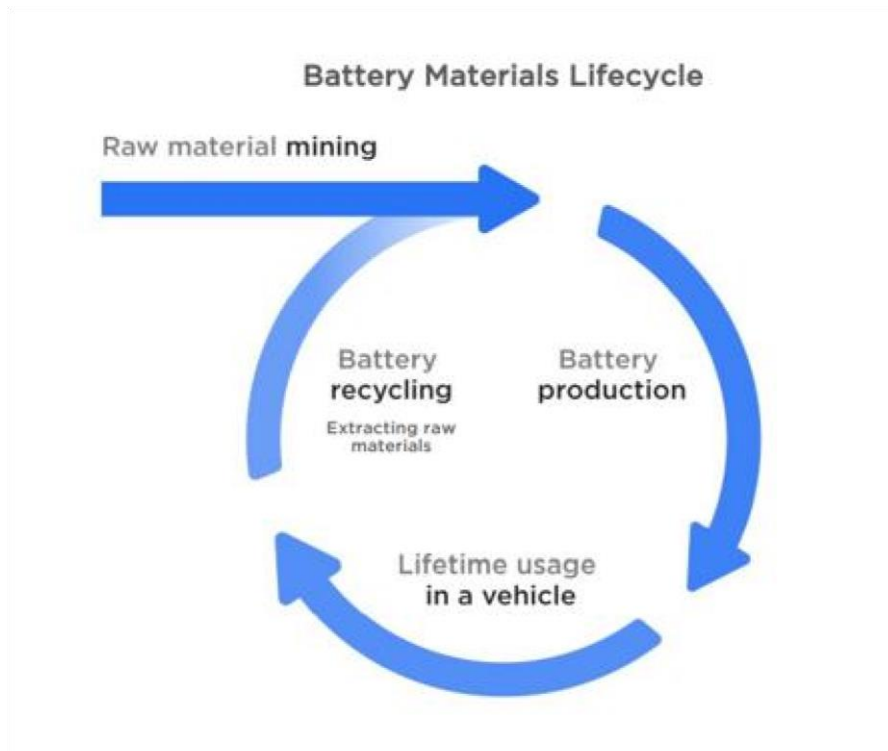 Battery Materials Lifecycle
Raw material mining
Battery
recycling
Extracting raw
materials
Battery
production
Lifetime usage
in a vehicle